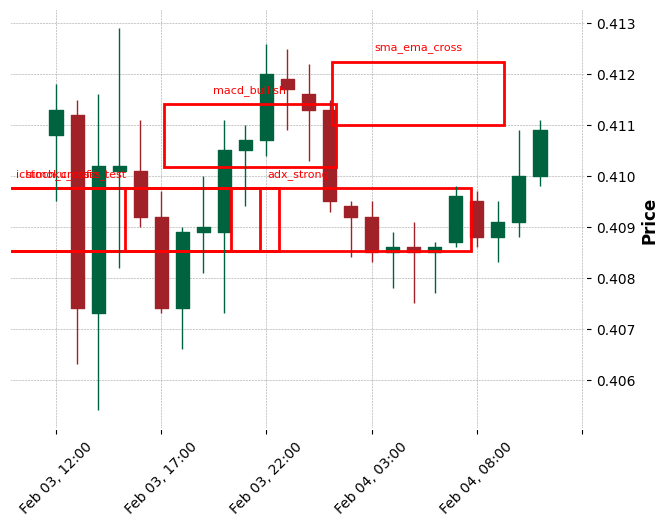 sma_ema_cross
macd_bullish
adx_strong
0.413
0.412
0.411
0.410
0.409
0.408
0.407
0.406
Price
Feb 03, 12:00
Feb 03, 17:00
Feb 03, 22:00
Feb 04, 03:00
Feb 04, 08:00